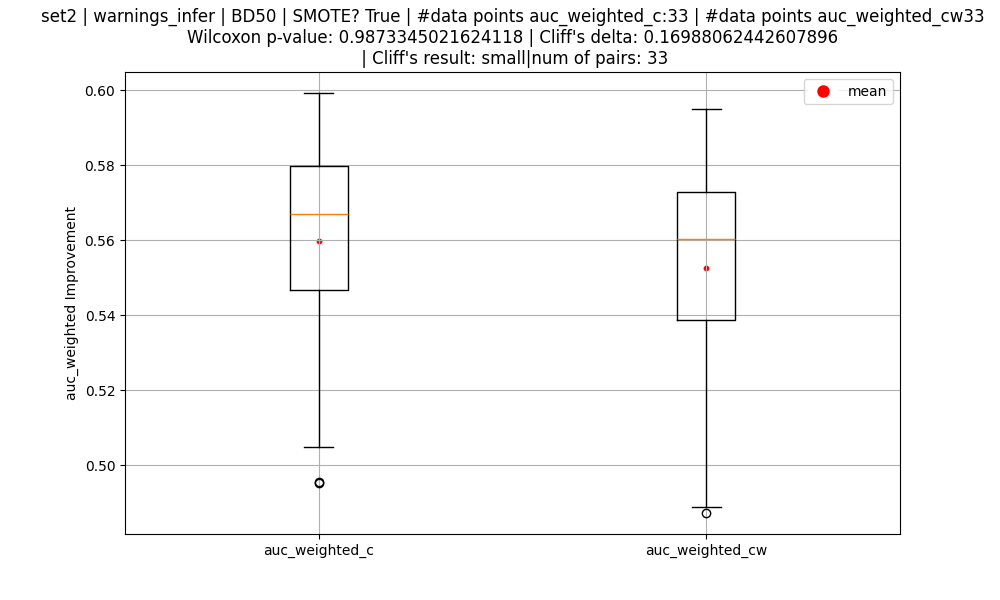 set2 | warnings_infer | BD50 | SMOTE? True | #data points auc_weighted_c:33 | #data points auc_weighted_cw33
Wilcoxon p-value: 0.9873345021624118 | Cliff's delta: 0.16988062442607896
| Cliff's result: small|num of pairs: 33
mean
0.60
0.58
0.56
0.54
0.52
0.50
auc_weighted Improvement
auc_weighted_c
auc_weighted_cw